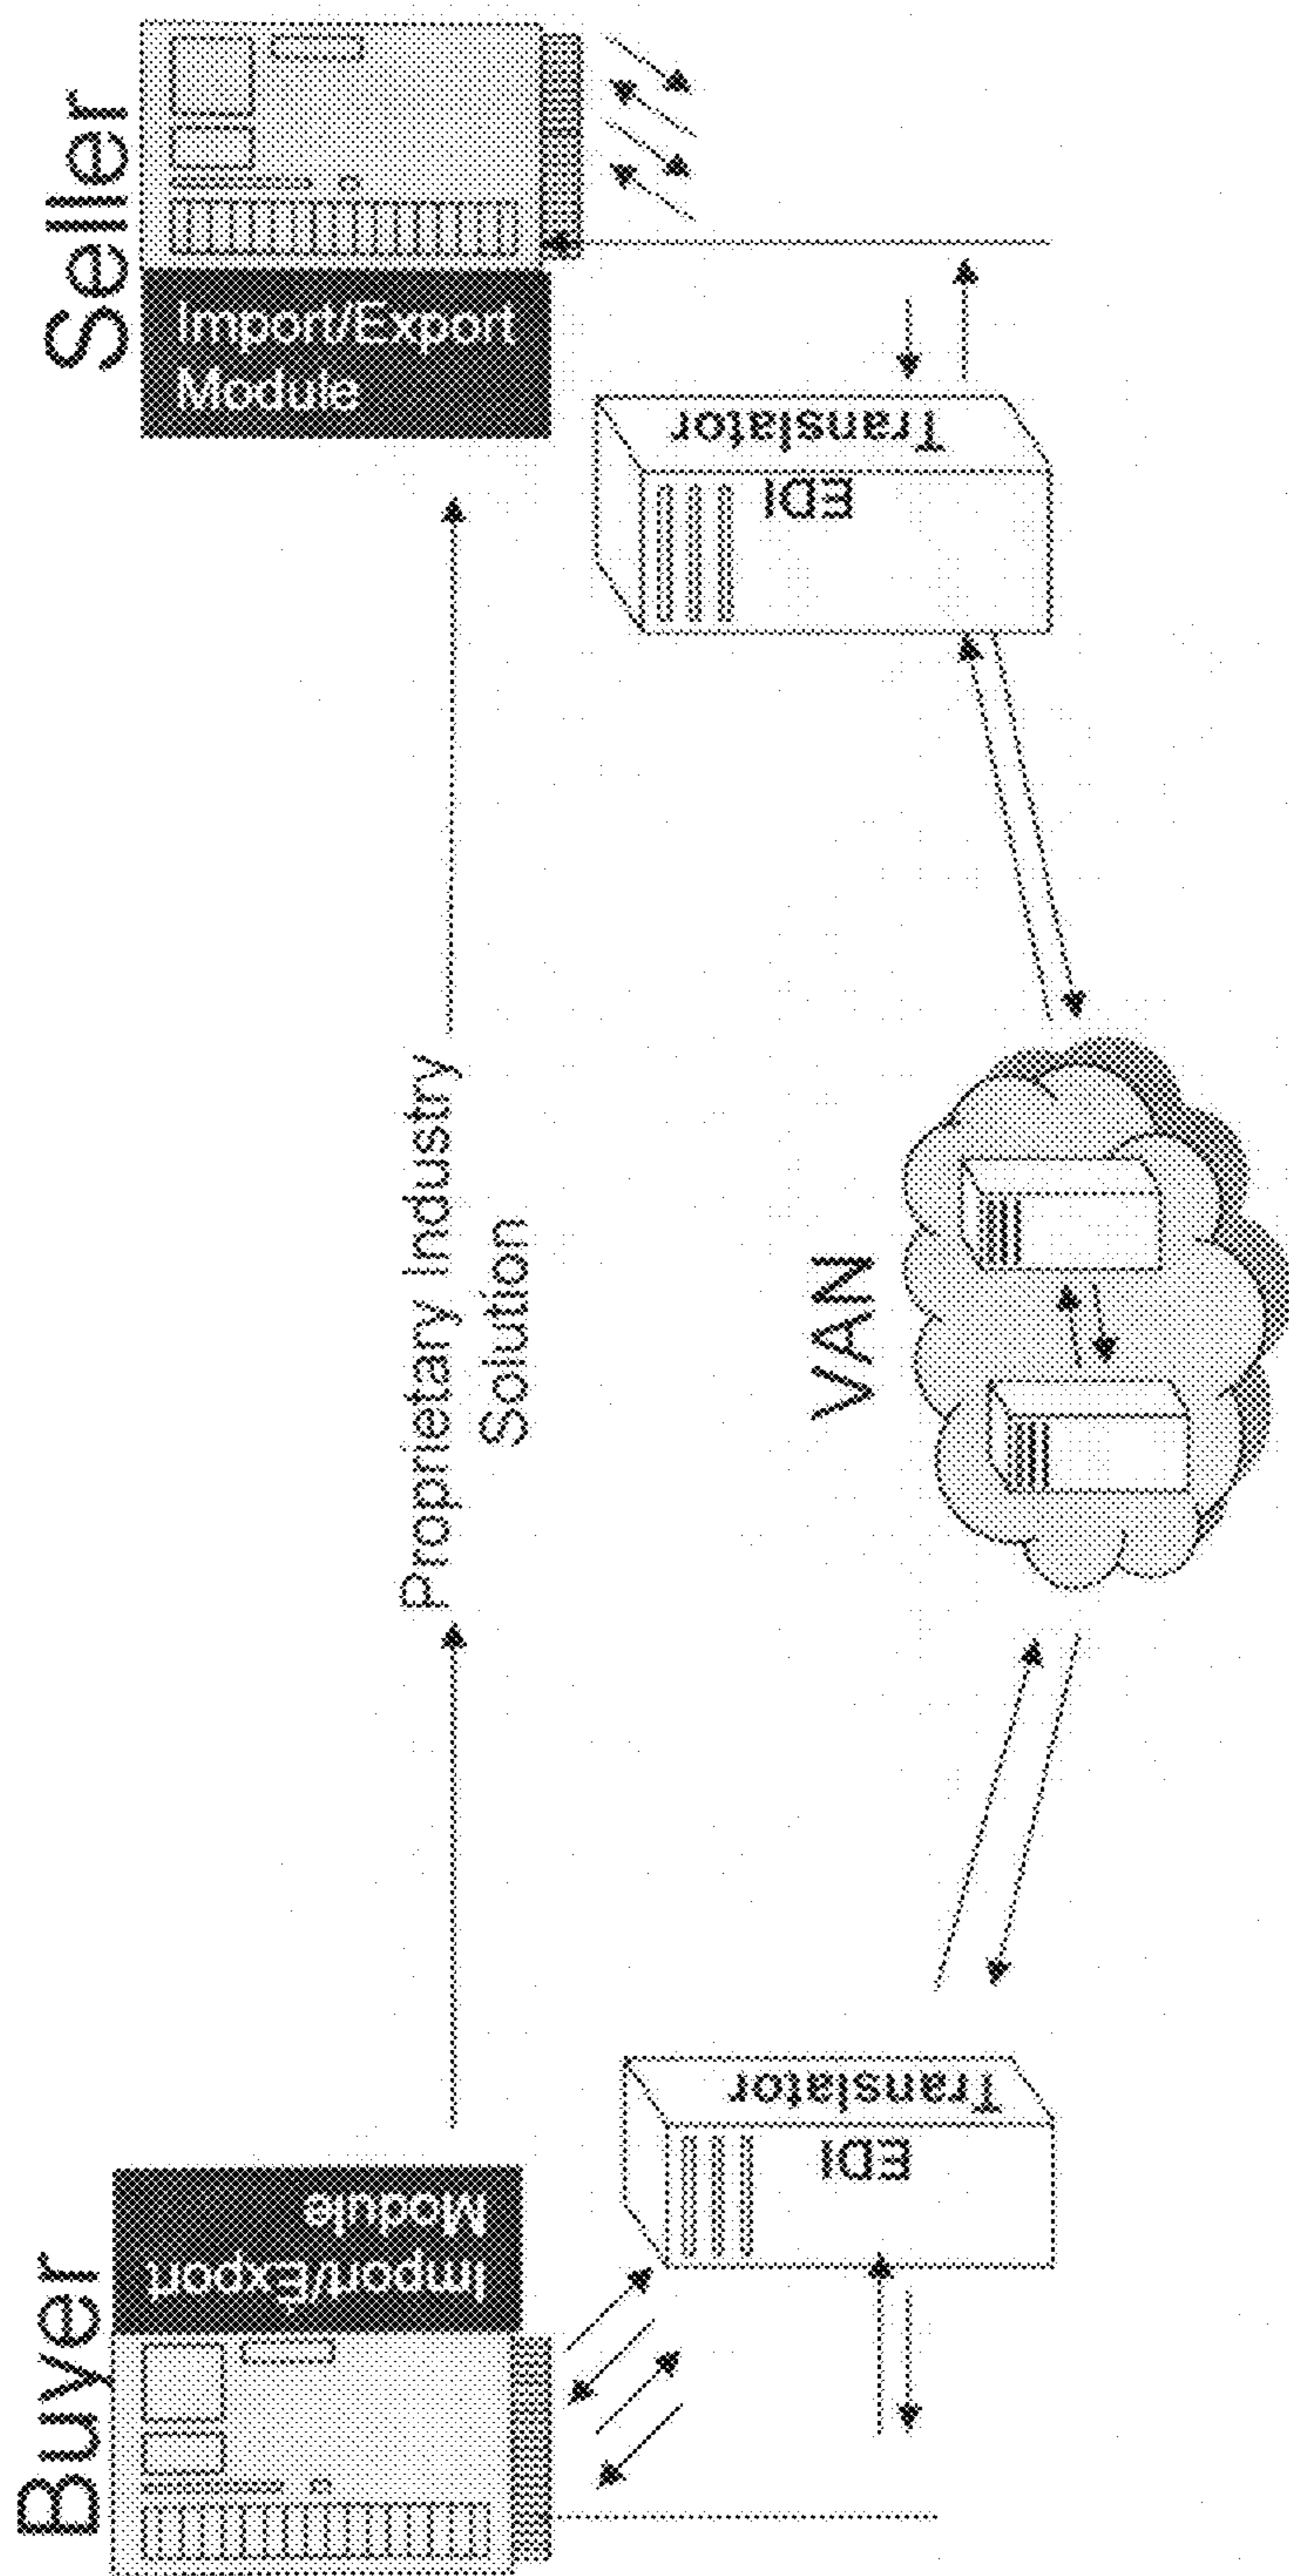 Buyer
Seller
Import/Export
Module
Import/Export
Module
Proprietary Industry
Solution
EDI
Translator
VAN
EDI
Translator